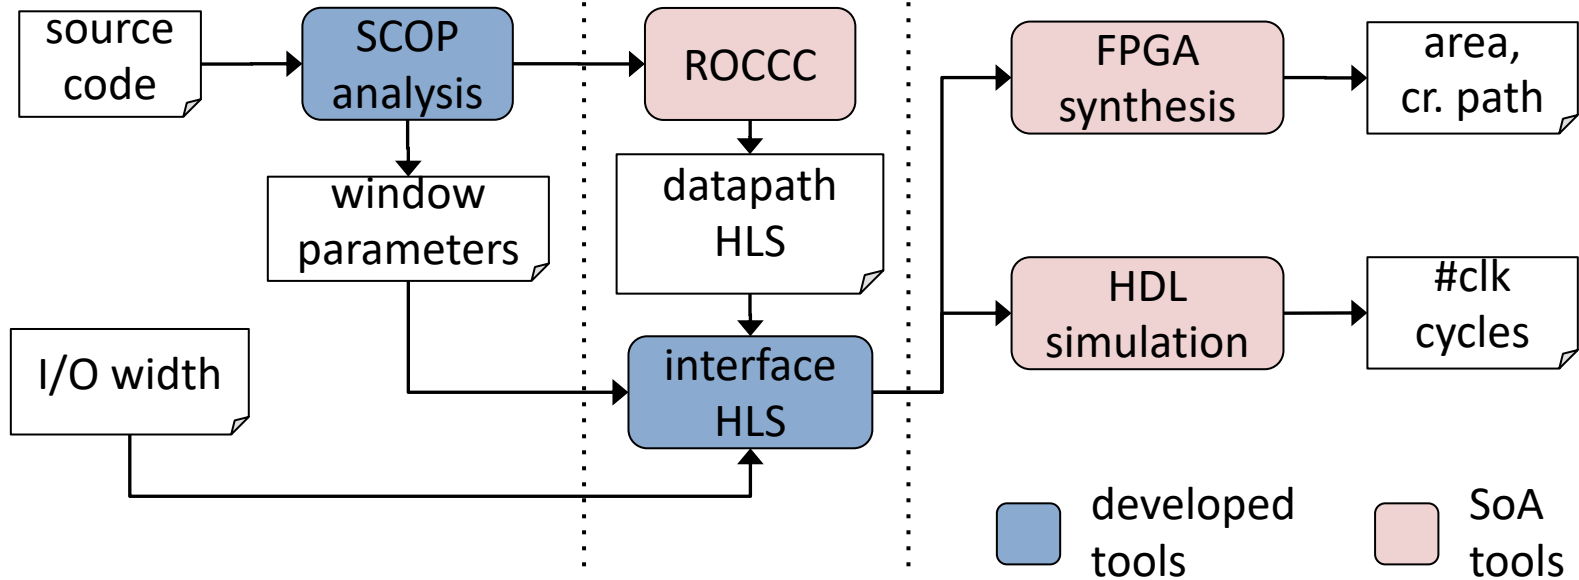 source
code
SCOP
analysis
ROCCC
FPGA
synthesis
area,
cr. path
window
parameters
datapath
HLS
HDL
simulation
#clk
cycles
I/O width
interface
HLS
developed
tools
SoA
tools